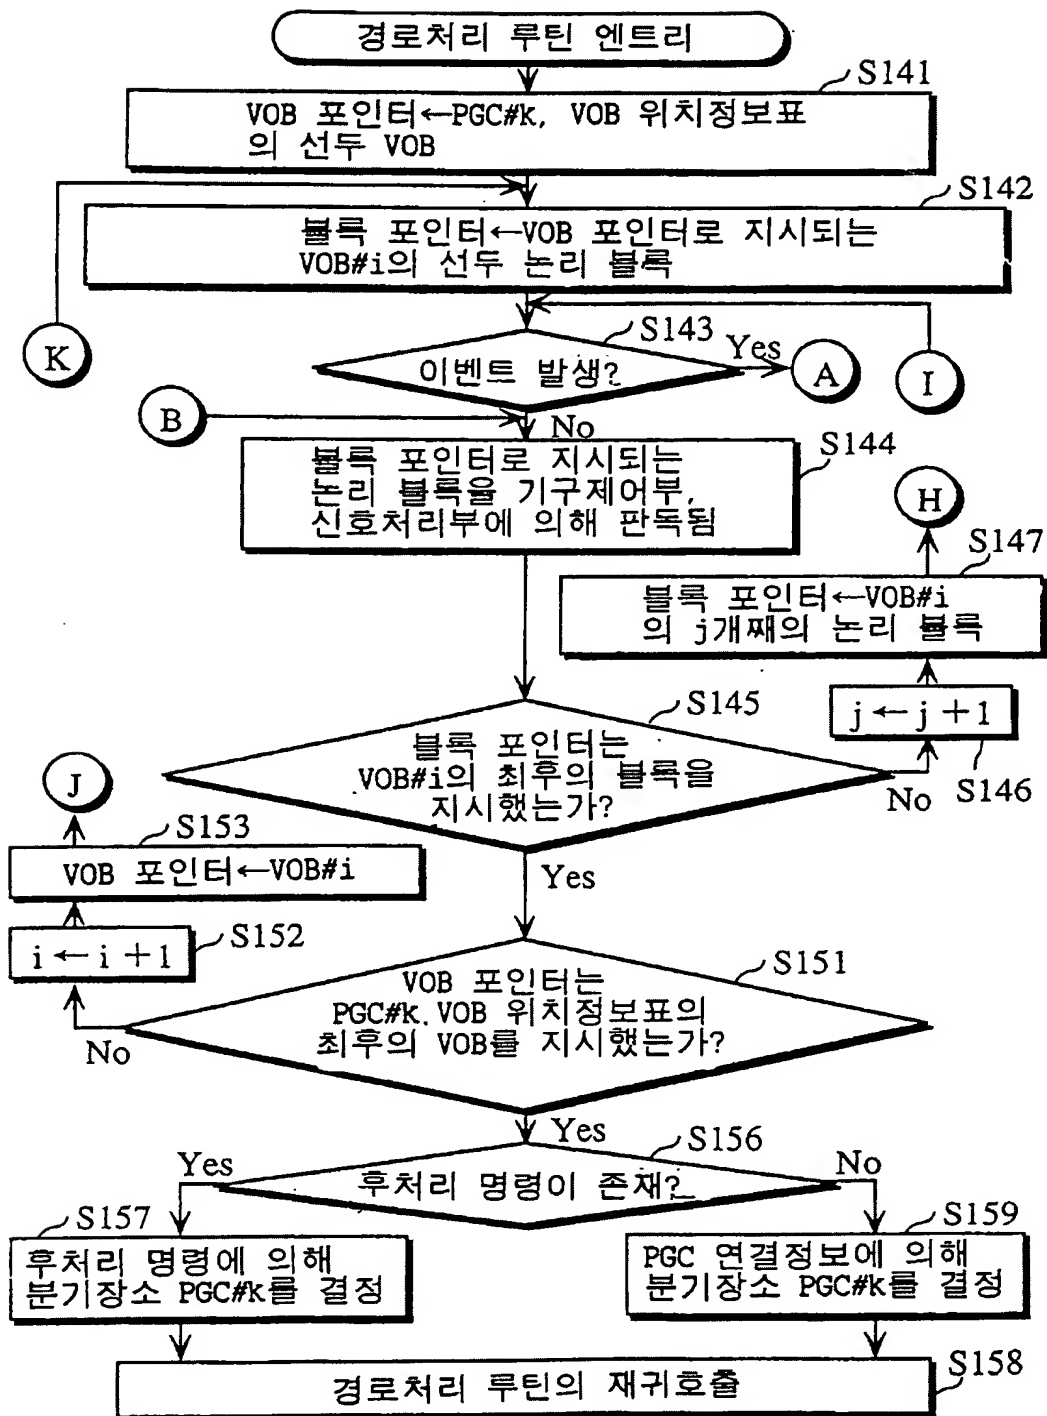 경로처리 루틴 엔트리
S141
VOB 포인터←PGC#k, VOB 위치정보표
의 선두 VOB
S142
블록 포인터←VOB 포인터로 지시되는
VOB#i의 선두 논리 블록
K
S143
이벤트 발생?
Yes
A
I
B
No
S144
블록 포인터로 지시되는
논리 블록을 기구제어부,
신호처리부에 의해 판독됨
H
S147
블록 포인터←VOB#i
의 j개째의 논리 블록
S145
j ← j + 1
S146
블록 포인터는
VOB#i의 최후의 블록을
지시했는가?
No
J
S153
VOB 포인터←VOB#i
Yes
i ← i + 1
S152
S151
VOB 포인터는
PGC#k, VOB 위치정보표의
최후의 VOB를 지시했는가?
No
Yes
S156
후처리 명령이 존재?
Yes
No
S157
후처리 명령에 의해
분기장소 PGC#k를 결정
S159
PGC 연결정보에 의해
분기장소 PGC#k를 결정
S158
경로처리 루틴의 재귀호출